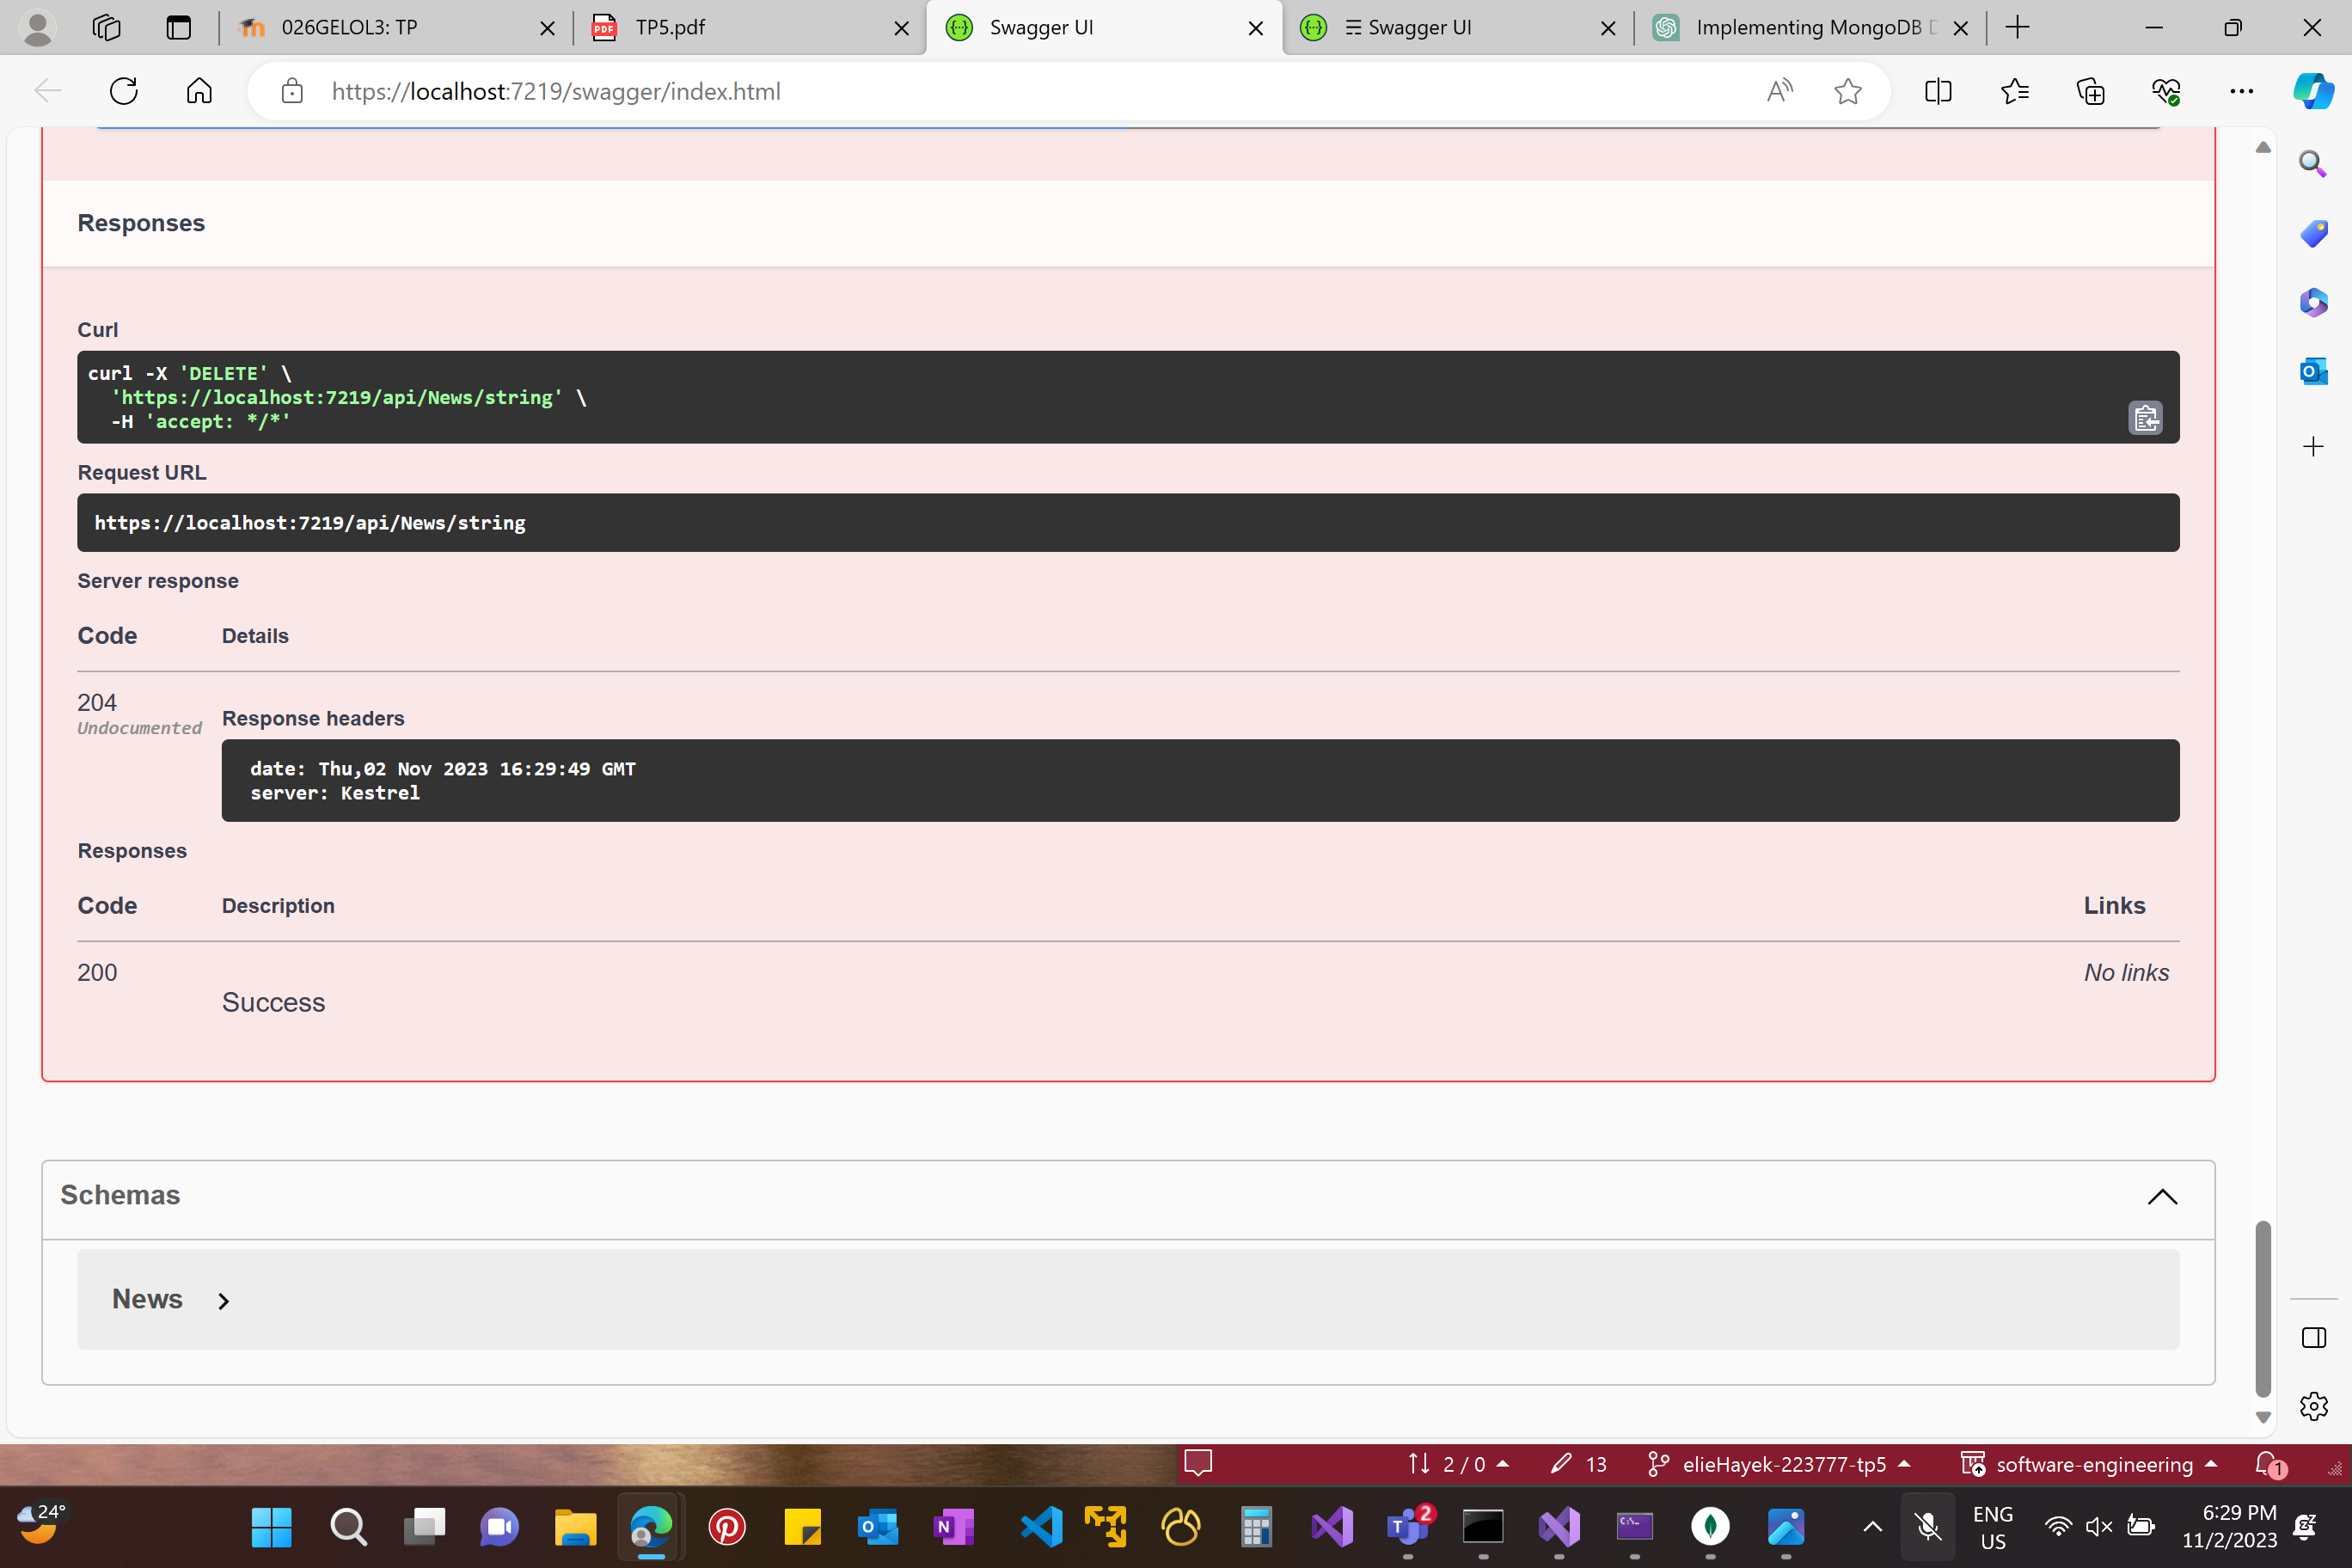 026GELOL3: TP
TP5.pdf
Swagger UI
Swagger UI
Implementing MongoDB
https://localhost:7219/swagger/index.html
Responses
Curl
curl -X 'DELETE' \
'https://localhost:7219/api/News/string' \
-H 'accept: */*'
Request URL
https://localhost:7219/api/News/string
Server response
Code Details
204
Undocumented
Response headers
date: Thu,02 Nov 2023 16:29:49 GMT
server: Kestrel
Responses
Code Description Links
200 No links
Success
Schemas
News
2 / 0 13 elieHayek-223777-tp5 software-engineering 1
24°
2
ENG
US
6:29 PM
11/2/2023